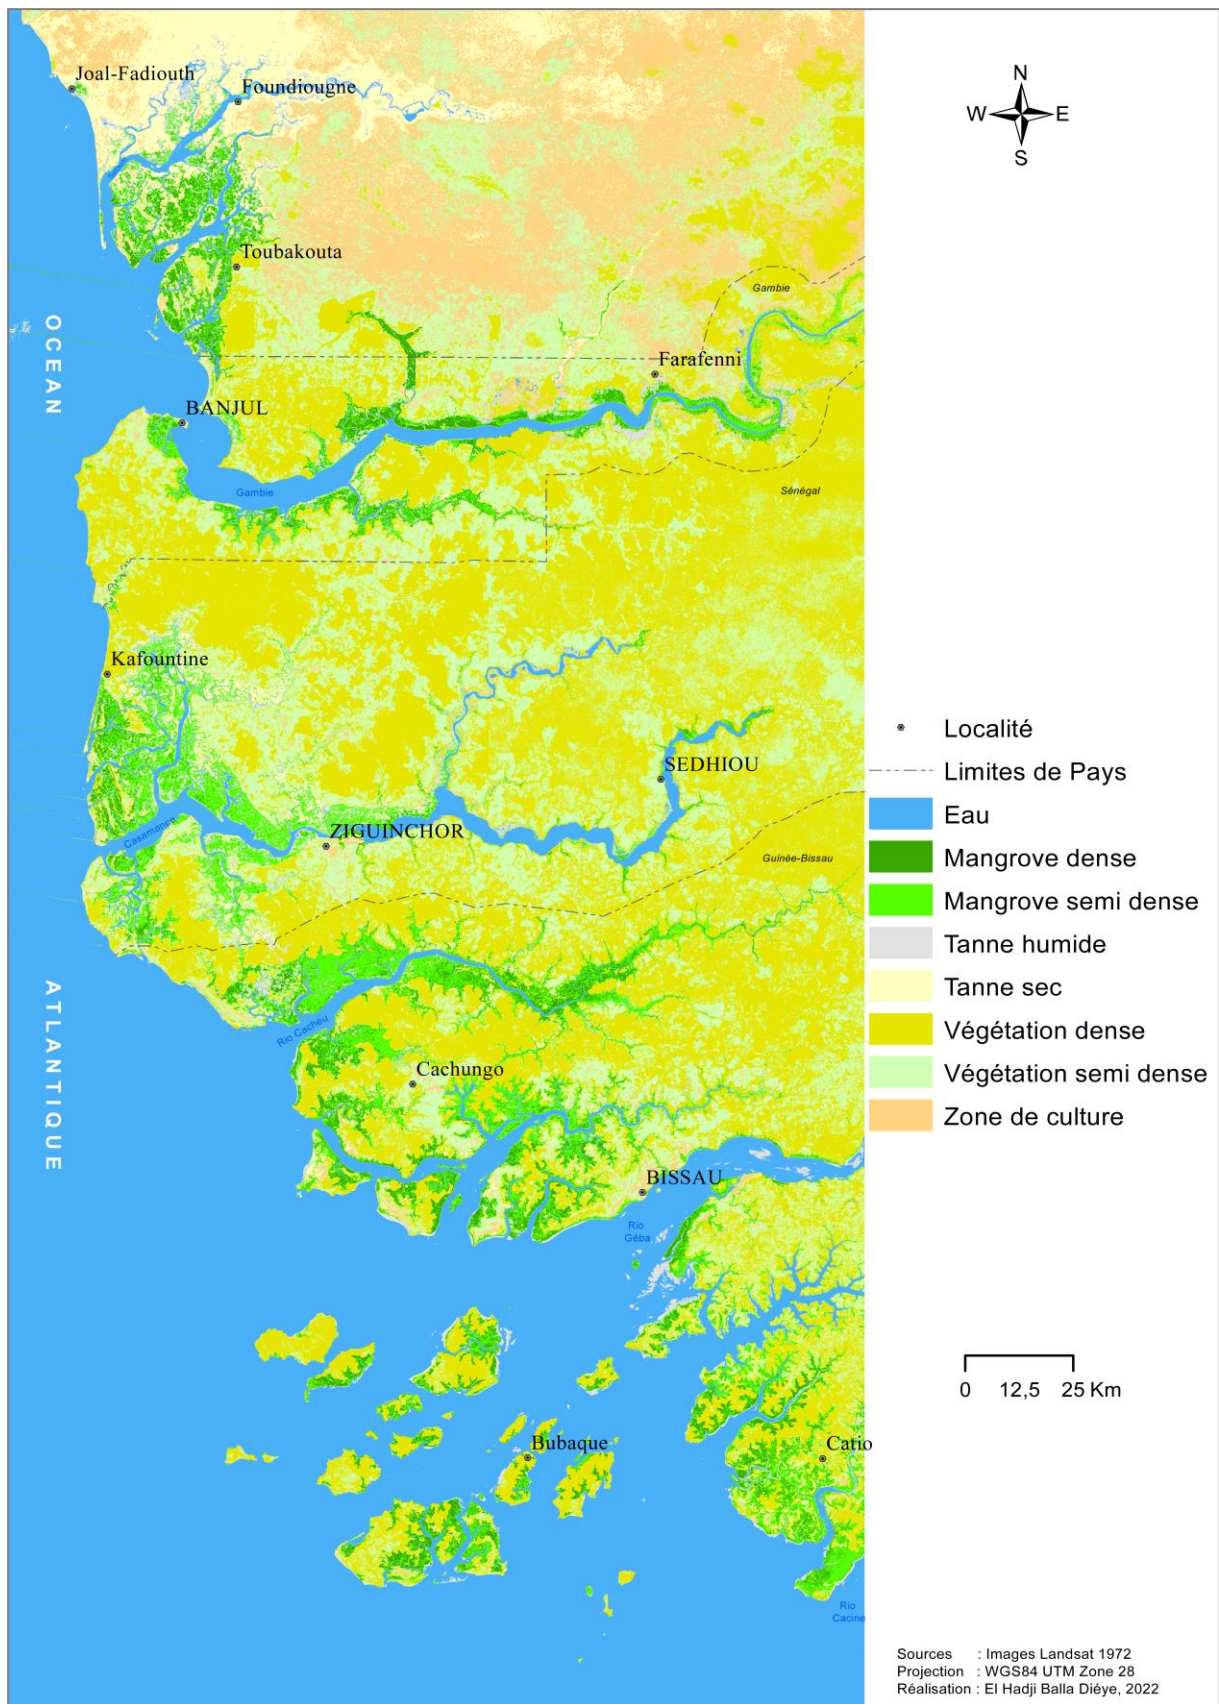 Joal-Fadiouth
Foundiougne
N
W
E
S
Toubakouta
Gambie
OCEAN
Farafenni
BANJUL
Gambie
Sénégal
Kafountine
Localité
SEDHIOU
Limites de Pays
Eau
Casamance
ZIGUINCHOR
Mangrove dense
Guinée-Bissau
Mangrove semi dense
Tanne humide
Tanne sec
ATLANTIQUE
Rio Cacheu
Végétation dense
Cachungo
Végétation semi dense
Zone de culture
BISSAU
Rio
Gêba
0 12,5 25 Km
Bubaque
Catio
Rio
Cacine
Sources : Images Landsat 1972
Projection : WGS84 UTM Zone 28
Réalisation : El Hadji Balla Diéye, 2022